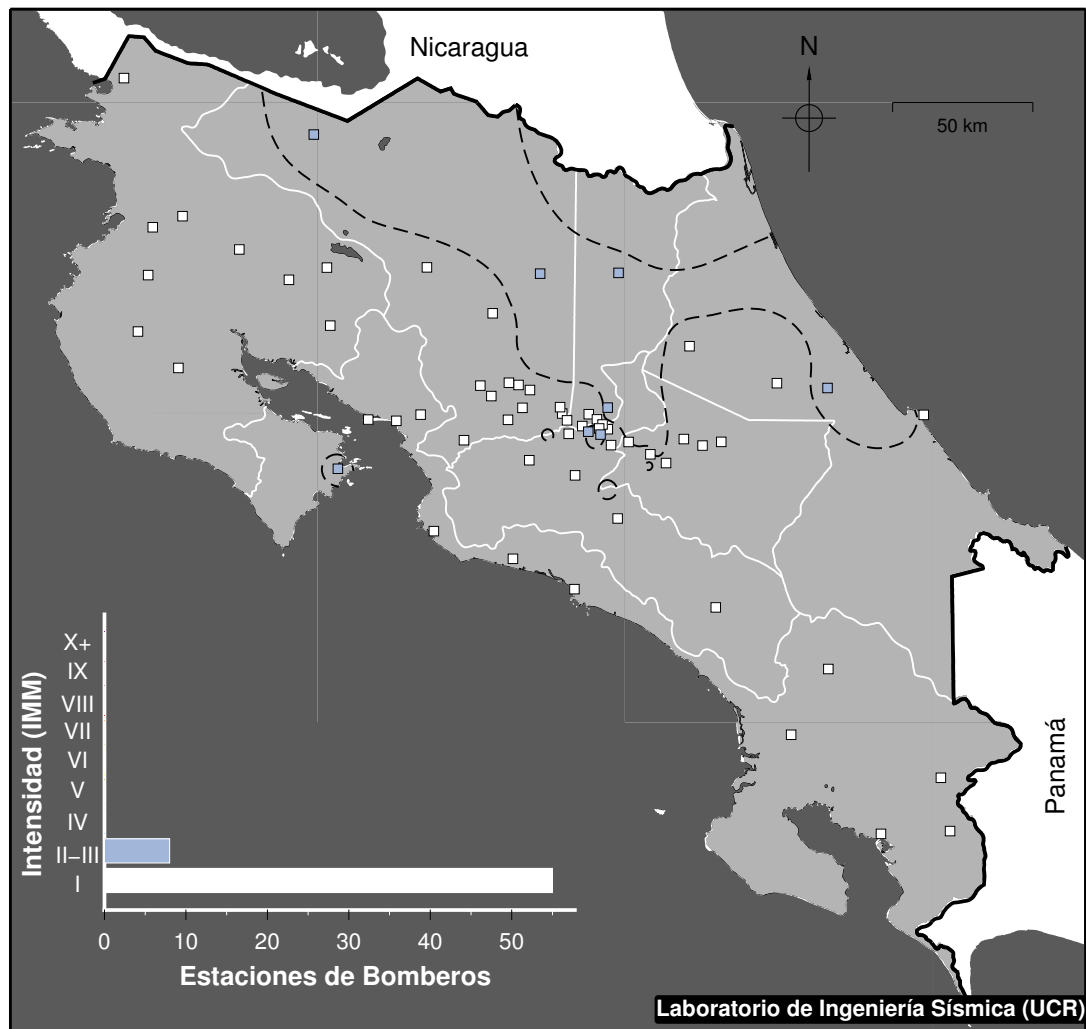 Nicaragua
N
50 km
Panamá
Intensidad (IMM)
X+
IX
VIII
VII
VI
V
IV
II–III
I
0 10 20 30 40 50
Estaciones de Bomberos
Laboratorio de Ingeniería Sísmica (UCR)